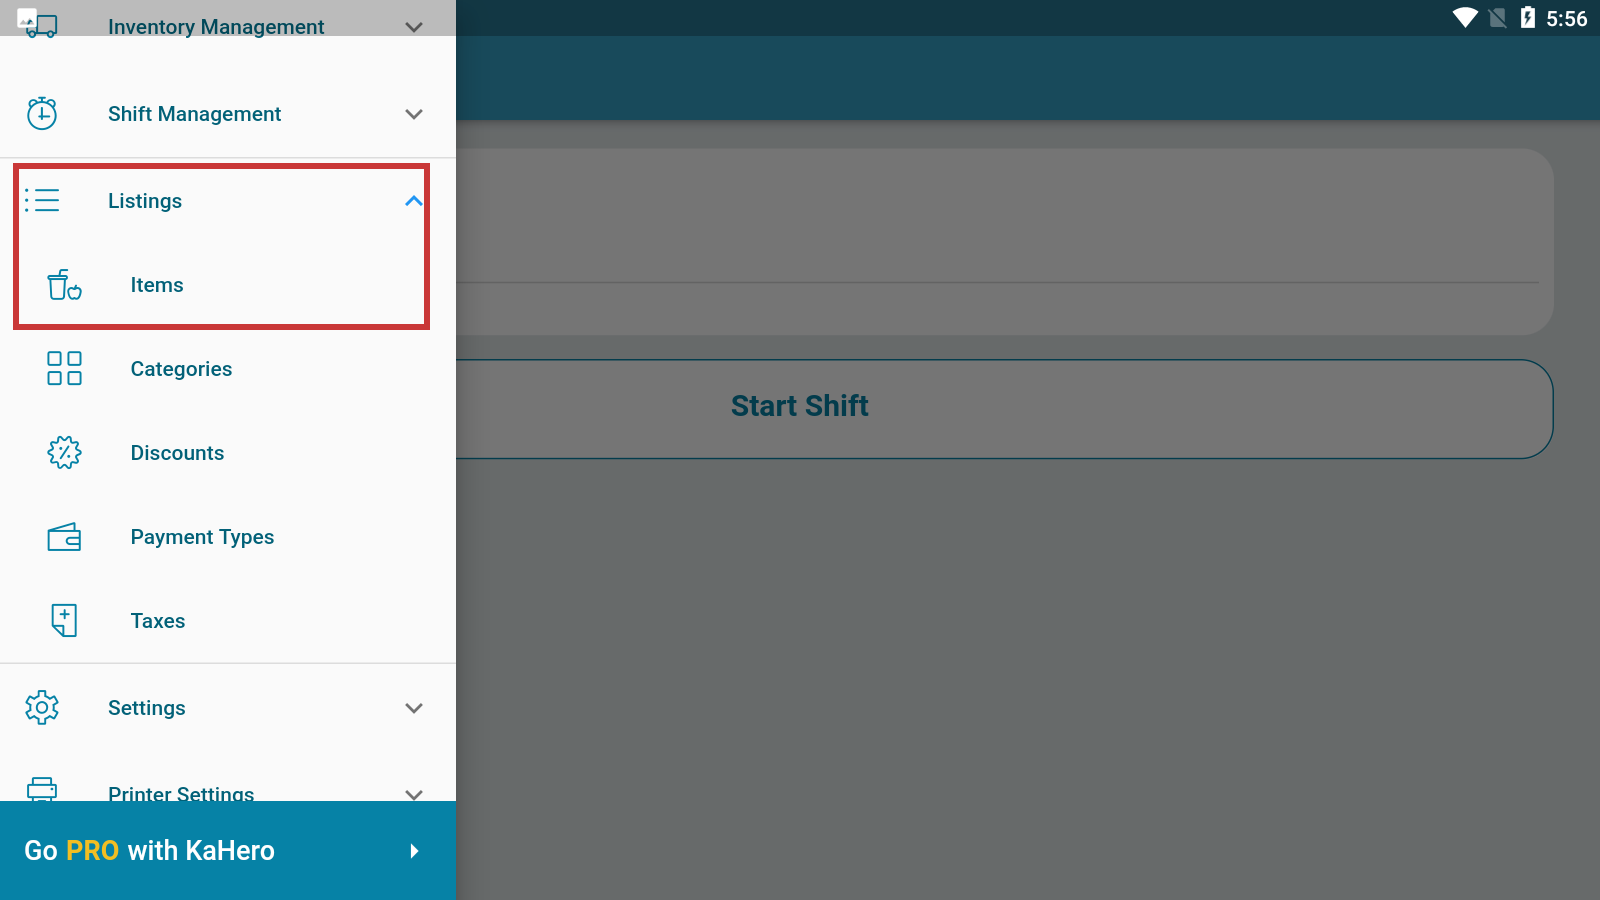 5:56
Inventory Management
Shift Management
Listings
Items
Categories
Discounts
Payment Types
Taxes
Settings
Printer Settings
Go PRO with KaHero
Start Shift